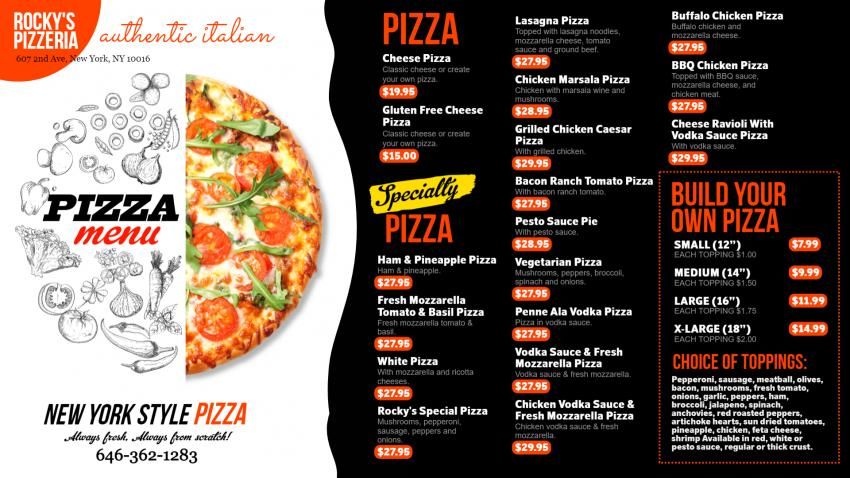 ROCKY'S
PIZZERIA
authentic italian
607 2nd Ave, New York, NY 10016
PIZZA
menu
NEW YORK STYLE PIZZA
Always fresh, Always from scratch!
646-362-1283
PIZZA
Cheese Pizza
Classic cheese or create
your own pizza.
$19.95
Gluten Free Cheese
Pizza
Classic cheese or create
your own pizza.
$15.00
Specialty
PIZZA
Ham & Pineapple Pizza
Ham & pineapple.
$27.95
Fresh Mozzarella
Tomato & Basil Pizza
Fresh mozzarella tomato &
basil.
$27.95
White Pizza
With mozzarella and ricotta
cheeses.
$27.95
Rocky's Special Pizza
Mushrooms, pepperoni,
sausage, peppers and
onions.
$27.95
Lasagna Pizza
Topped with lasagna noodles,
mozzarella cheese, tomato
sauce and ground beef.
$27.95
Chicken Marsala Pizza
Chicken with marsala wine and
mushrooms.
$28.95
Grilled Chicken Caesar
Pizza
With grilled chicken.
$29.95
Bacon Ranch Tomato Pizza
With bacon ranch tomato.
$27.95
Pesto Sauce Pie
With pesto sauce.
$28.95
Vegetarian Pizza
Mushrooms, peppers, broccoli,
spinach and onions.
$27.95
Penne Ala Vodka Pizza
Pizza in vodka sauce.
$27.95
Vodka Sauce & Fresh
Mozzarella Pizza
Vodka sauce & fresh mozzarella.
$27.95
Chicken Vodka Sauce &
Fresh Mozzarella Pizza
Chicken vodka sauce & fresh
mozzarella.
$29.95
Buffalo Chicken Pizza
Buffalo chicken and
mozzarella cheese.
$27.95
BBQ Chicken Pizza
Topped with BBQ sauce,
mozzarella cheese, and
chicken meat.
$27.95
Cheese Ravioli With
Vodka Sauce Pizza
With vodka sauce.
$29.95
BUILD YOUR
OWN PIZZA
SMALL (12”) $7.99
EACH TOPPING $1.00
MEDIUM (14”) $9.99
EACH TOPPING $1.50
LARGE (16”) $11.99
EACH TOPPING $1.75
X-LARGE (18”) $14.99
EACH TOPPING $2.00
CHOICE OF TOPPINGS:
Pepperoni, sausage, meatball, olives,
bacon, mushrooms, fresh tomato,
onions, garlic, peppers, ham,
broccoli, jalapeno, spinach,
anchovies, red roasted peppers,
artichoke hearts, sun dried tomatoes,
pineapple, chicken, feta cheese,
shrimp Available in red, white or
pesto sauce, regular or thick crust.